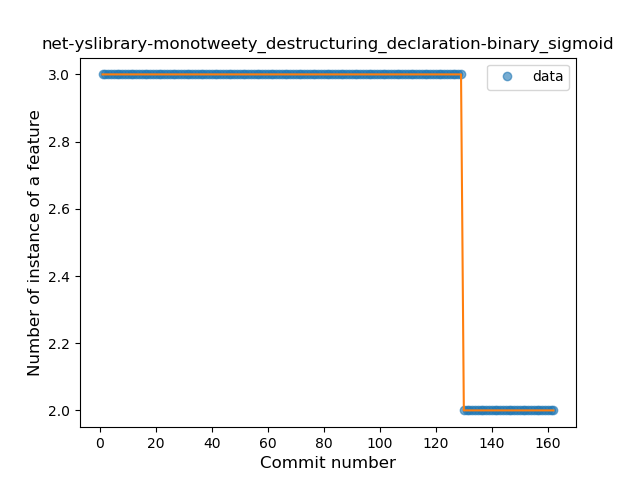 net-yslibrary-monotweety_destructuring_declaration-binary_sigmoid
data
3.0
2.8
2.6
2.4
2.2
2.0
Number of instance of a feature
0 20 40 60 80 100 120 140 160
Commit number